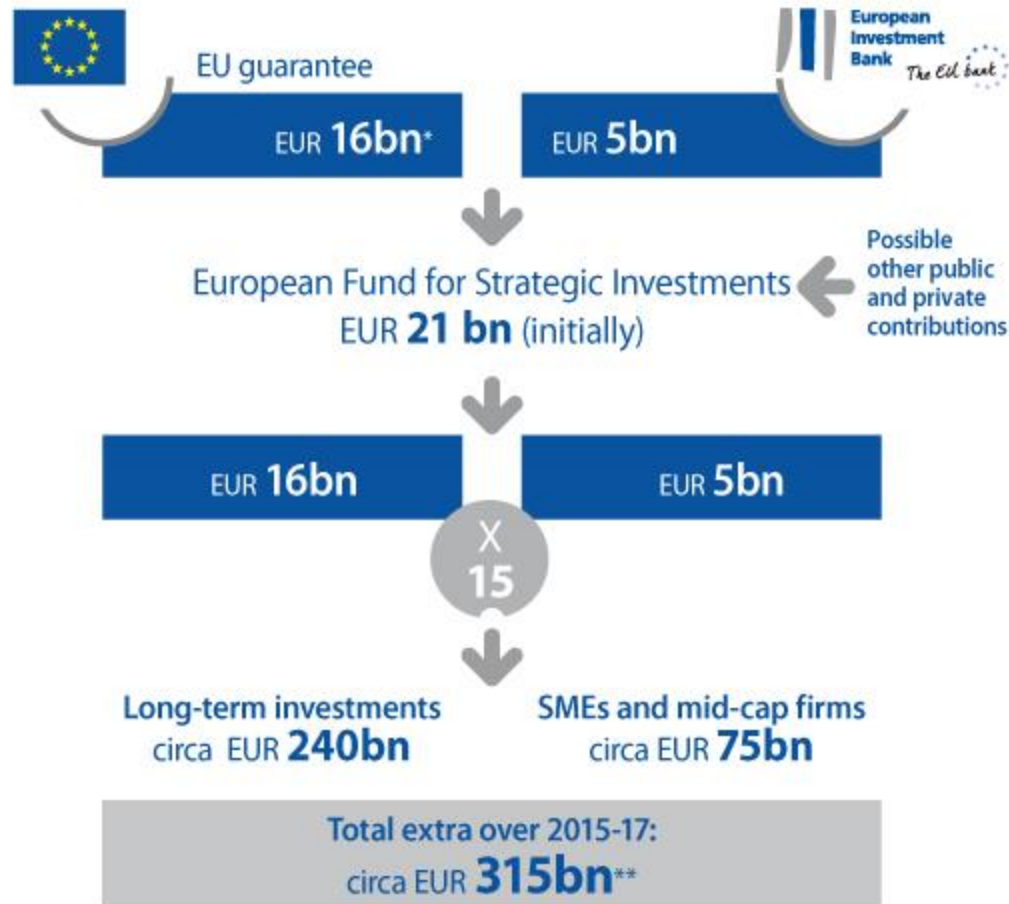 European
Investment
Bank
The EU bank
EU guarantee
EUR 16bn*
EUR 5bn
Possible
other public
and private
contributions
European Fund for Strategic Investments
EUR 21 bn (initially)
EUR 16bn
EUR 5bn
X
15
Long-term investments
circa EUR 240bn
SMEs and mid-cap firms
circa EUR 75bn
Total extra over 2015-17:
circa EUR 315bn**